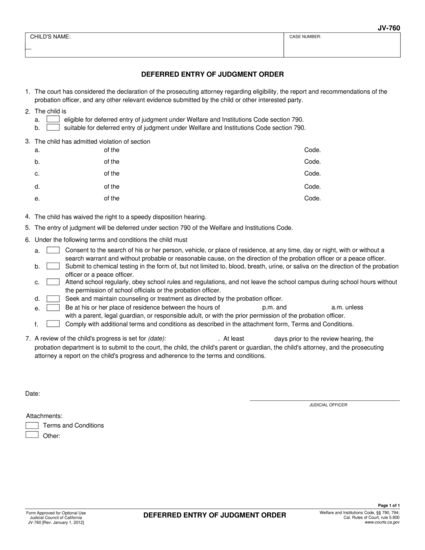 JV-760
CHILD'S NAME:
CASE NUMBER:
DEFERRED ENTRY OF JUDGMENT ORDER
1. The court has considered the declaration of the prosecuting attorney regarding eligibility, the report and recommendations of the
probation officer, and any other relevant evidence submitted by the child or other interested party.
2. The child is
a. eligible for deferred entry of judgment under Welfare and Institutions Code section 790.
b. suitable for deferred entry of judgment under Welfare and Institutions Code section 790.
3. The child has admitted violation of section
a. of the Code.
b. of the Code.
c. of the Code.
d. of the Code.
e. of the Code.
4. The child has waived the right to a speedy disposition hearing.
5. The entry of judgment will be deferred under section 790 of the Welfare and Institutions Code.
6. Under the following terms and conditions the child must
a. Consent to the search of his or her person, vehicle, or place of residence, at any time, day or night, with or without a
search warrant and without probable or reasonable cause, on the direction of the probation officer or a peace officer.
b. Submit to chemical testing in the form of, but not limited to, blood, breath, urine, or saliva on the direction of the probation
officer or a peace officer.
c. Attend school regularly, obey school rules and regulations, and not leave the school campus during school hours without
the permission of school officials or the probation officer.
d. Seek and maintain counseling or treatment as directed by the probation officer.
e. Be at his or her place of residence between the hours of p.m. and a.m. unless
with a parent, legal guardian, or responsible adult, or with the prior permission of the probation officer.
f. Comply with additional terms and conditions as described in the attachment form, Terms and Conditions.
7. A review of the child's progress is set for (date): . At least days prior to the review hearing, the
probation department is to submit to the court, the child, the child's parent or guardian, the child's attorney, and the prosecuting
attorney a report on the child's progress and adherence to the terms and conditions.
Date:
JUDICIAL OFFICER
Attachments:
Terms and Conditions
Other:
Page 1 of 1
Form Approved for Optional Use
Judicial Council of California
JV-760 [Rev. January 1, 2012]
DEFERRED ENTRY OF JUDGMENT ORDER
Welfare and Institutions Code, §§ 790, 794;
Cal. Rules of Court, rule 5.800
www.courts.ca.gov